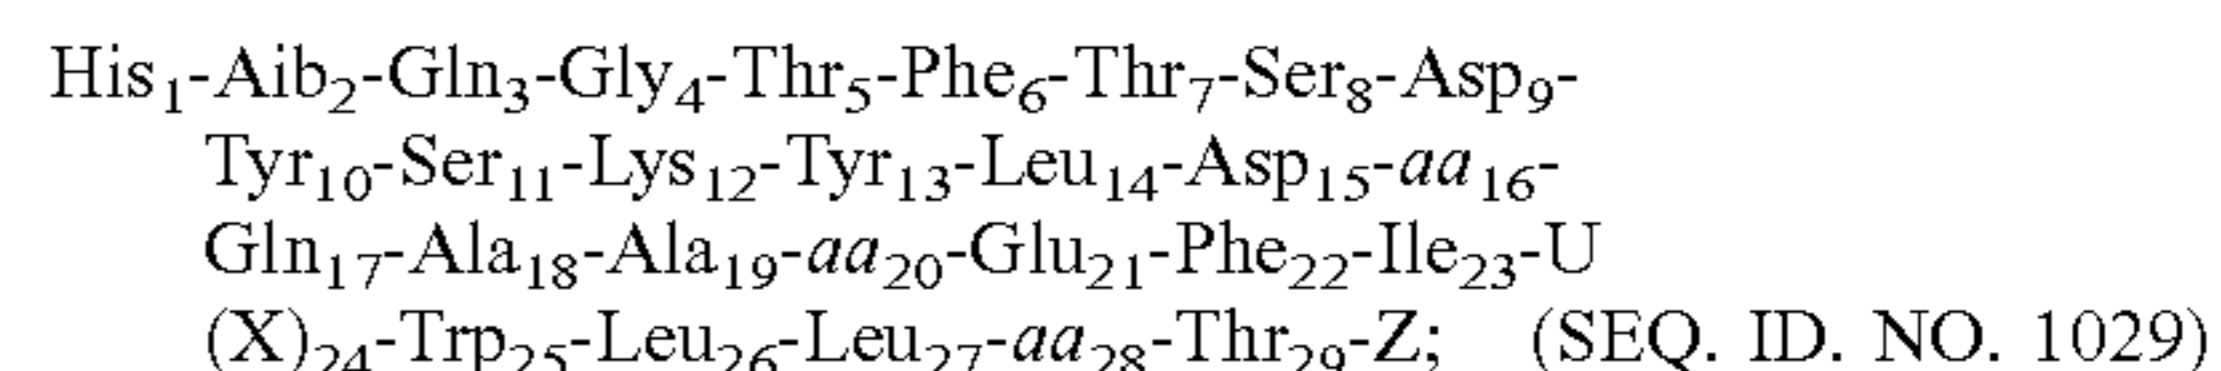 His₁-Aib₂-Gln₃-Gly₄-Thr₅-Phe₆-Thr₇-Ser₈-Asp₉-
Tyr₁₀-Ser₁₁-Lys₁₂-Tyr₁₃-Leu₁₄-Asp₁₅-aa₁₆-
Gln₁₇-Ala₁₈-Ala₁₉-aa₂₀-Glu₂₁-Phe₂₂-Ile₂₃-U
(X)₂₄-Trp₂₅-Leu₂₆-Leu₂₇-aa₂₈-Thr₂₉-Z; (SEQ. ID. NO. 1029)